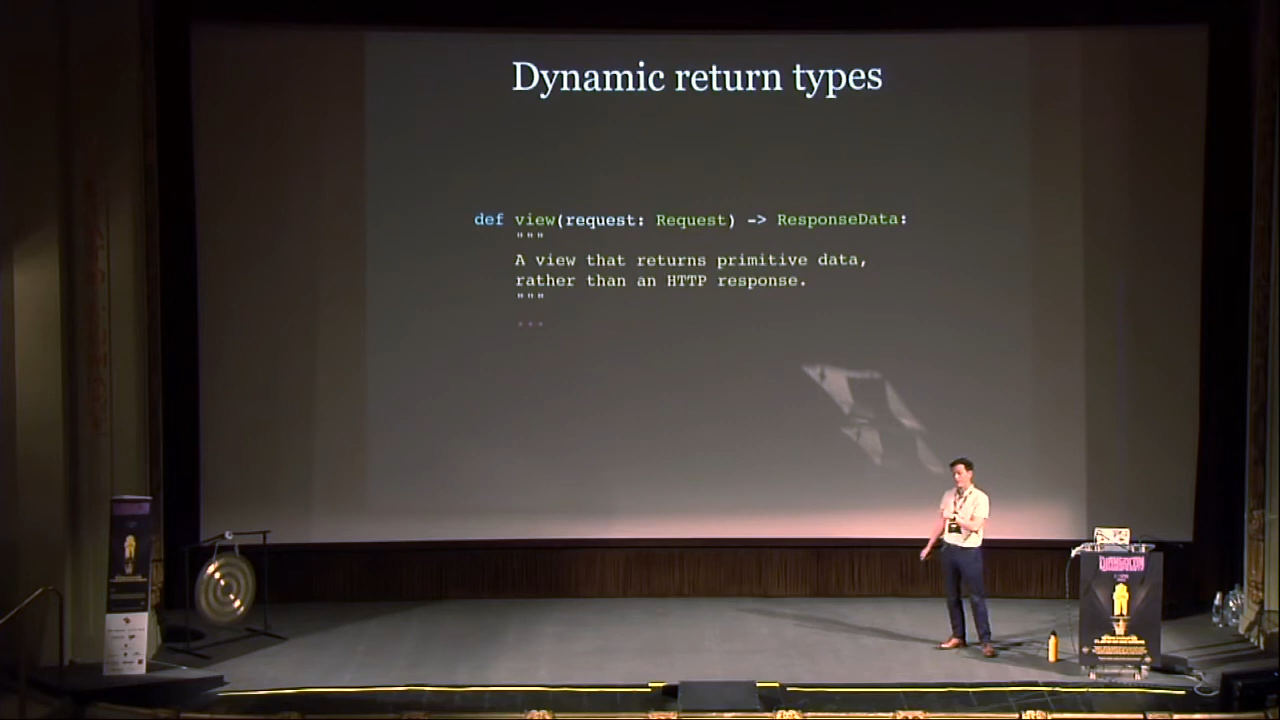 Dynamic return types
def view(request: Request) -> ResponseData:
"""
A view that returns primitive data,
rather than an HTTP response.
"""
...